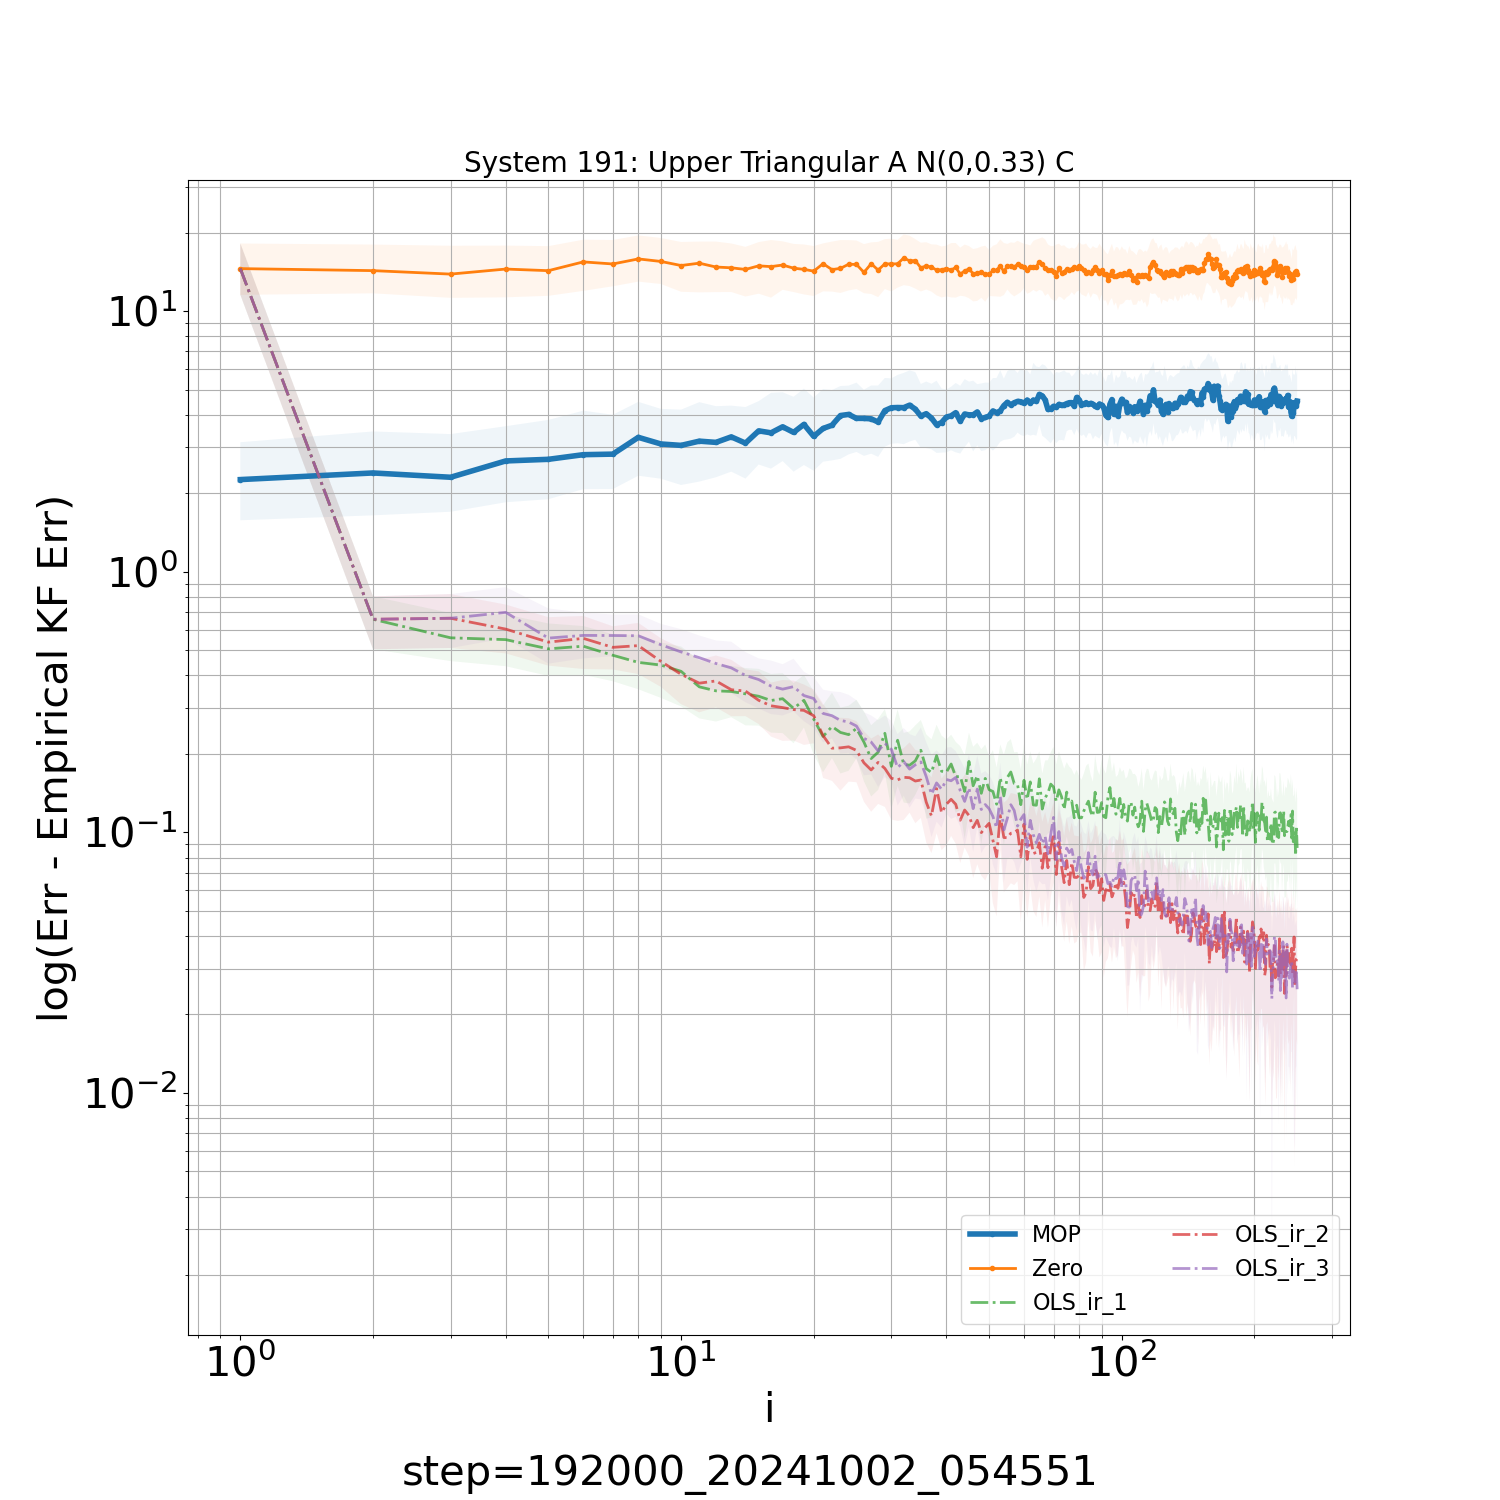 System 191: Upper Triangular A N(0,0.33) C
log(Err - Empirical KF Err)
10¹
10⁰
10⁻¹
10⁻²
MOP
Zero
OLS_ir_1
OLS_ir_2
OLS_ir_3
10⁰
10¹
10²
i
step=192000_20241002_054551